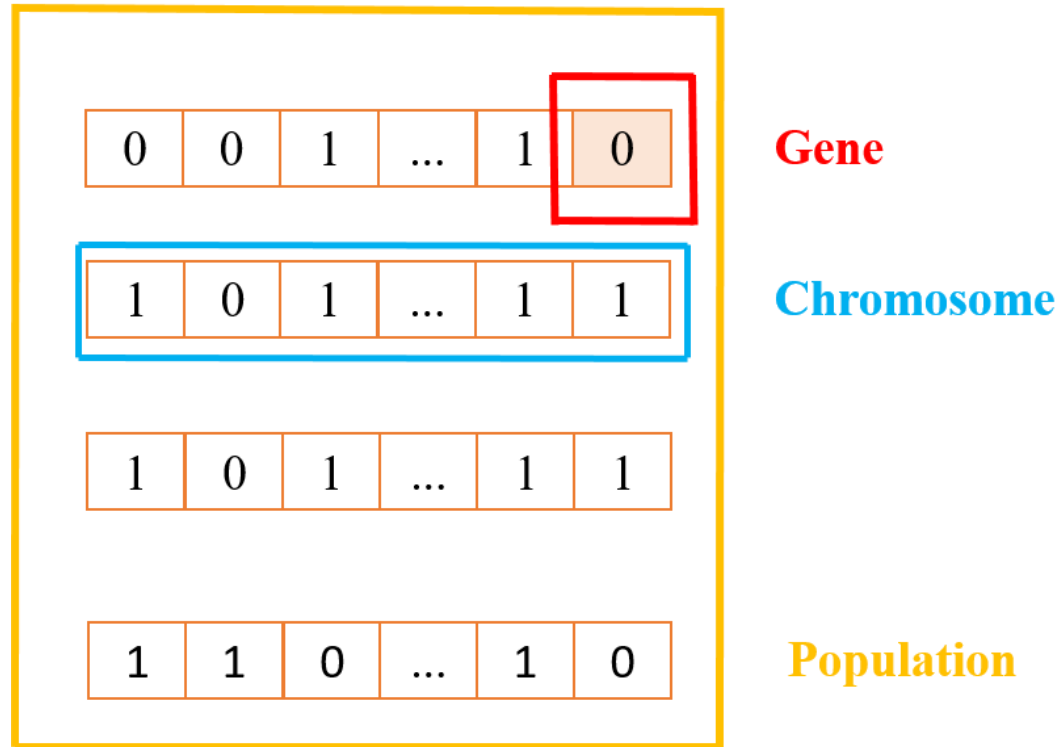 0 0 1 ... 1 0 Gene
1 0 1 ... 1 1 Chromosome
1 0 1 ... 1 1
1 1 0 ... 1 0 Population